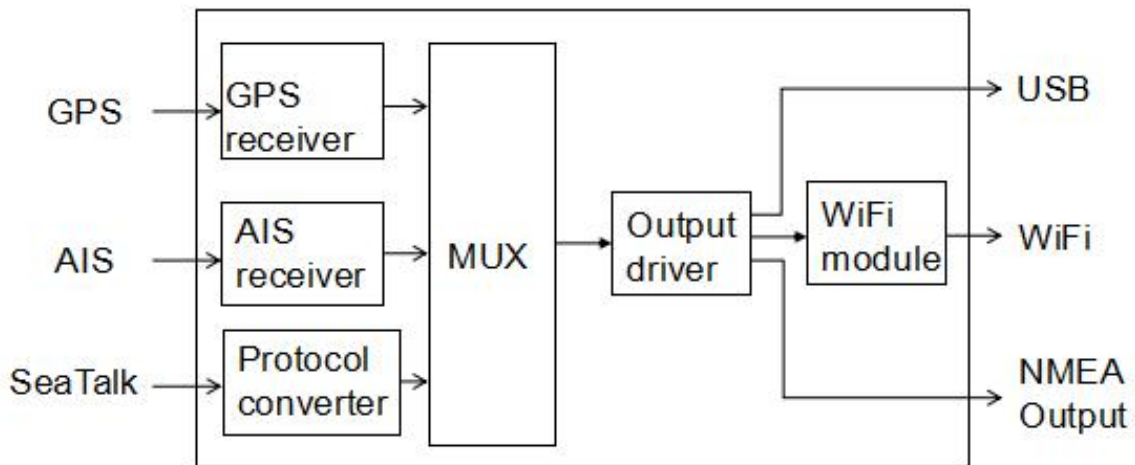 GPS
GPS
receiver
USB
AIS
AIS
receiver
MUX
Output
driver
WiFi
module
WiFi
SeaTalk
Protocol
converter
NMEA
Output